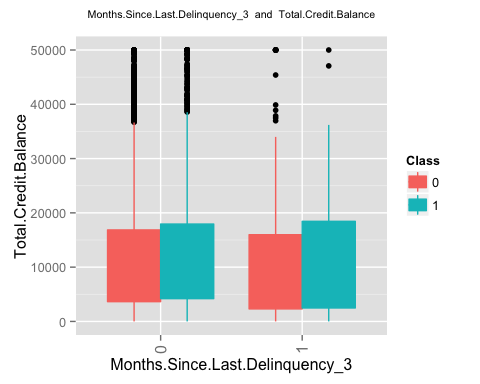 Months.Since.Last.Delinquency_3 and Total.Credit.Balance
50000
40000
30000
20000
10000
0
Total.Credit.Balance
0
1
Months.Since.Last.Delinquency_3
Class
0
1